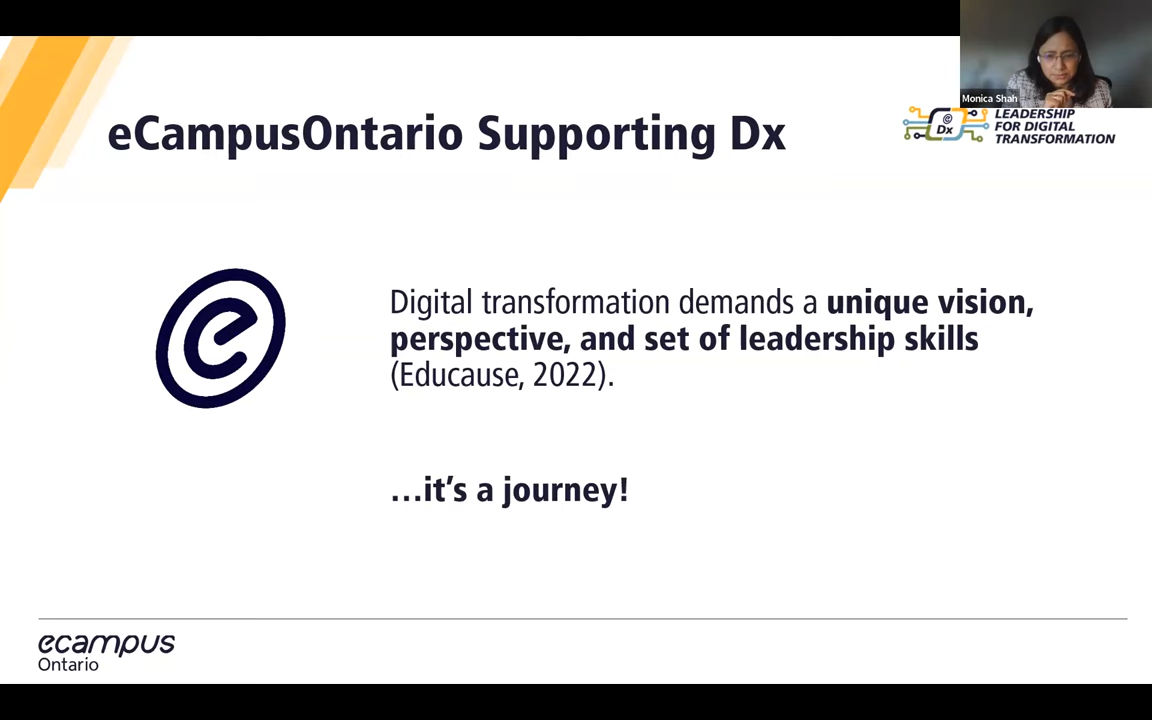 Monica Shah
eCampusOntario Supporting Dx
@
Dx
LEADERSHIP
FOR DIGITAL
TRANSFORMATION
e
Digital transformation demands a unique vision,
perspective, and set of leadership skills
(Educause, 2022).
…it’s a journey!
ecampus
Ontario